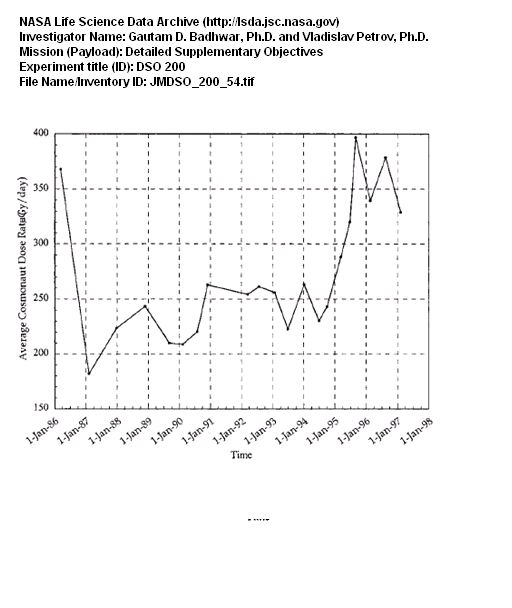 NASA Life Science Data Archive (http://lsda.jsc.nasa.gov)
Investigator Name: Gautam D. Badhwar, Ph.D. and Vladislav Petrov, Ph.D.
Mission (Payload): Detailed Supplementary Objectives
Experiment title (ID): DSO 200
File Name/Inventory ID: JMDSO_200_54.tif
400
350
300
250
200
150
Average Cosmonaut Dose Rate Gy/day)
1-Jan-86
1-Jan-87
1-Jan-88
1-Jan-89
1-Jan-90
1-Jan-91
1-Jan-92
1-Jan-93
1-Jan-94
1-Jan-95
1-Jan-96
1-Jan-97
1-Jan-98
Time